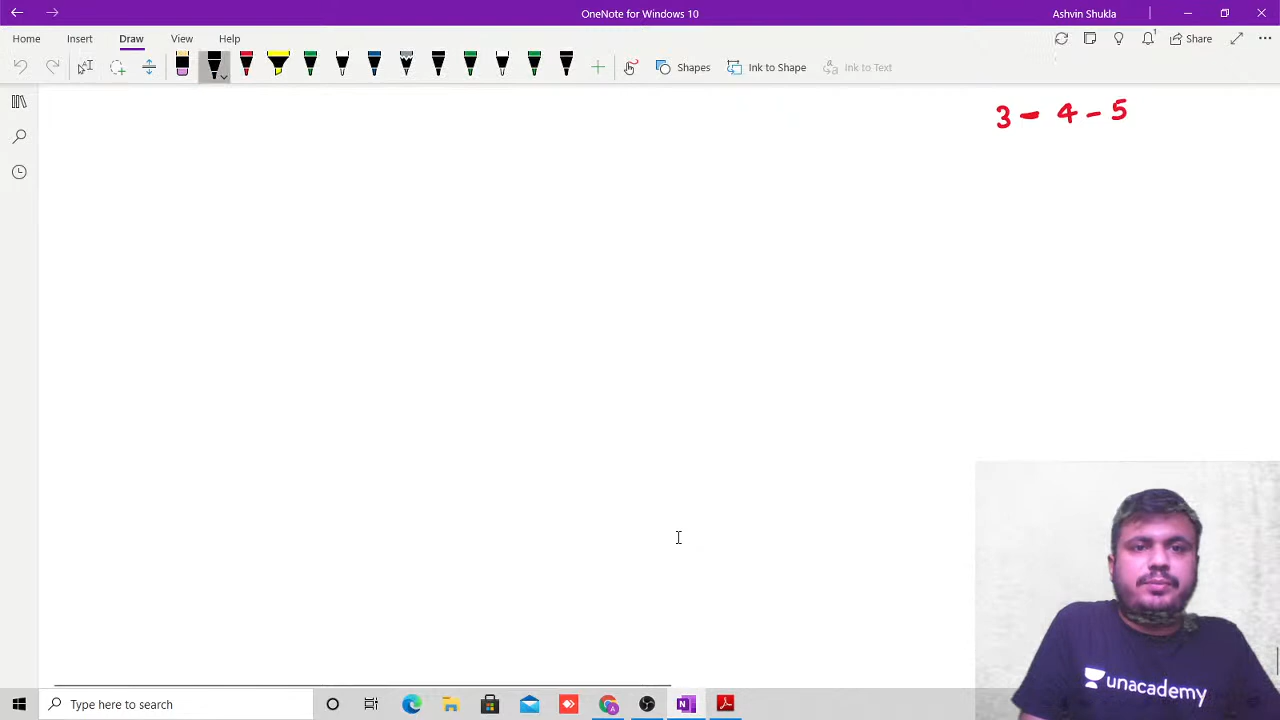 OneNote for Windows 10
Ashvin Shukla
Home Insert Draw View Help
Share
Shapes Ink to Shape Ink to Text
3 - 4 - 5
unacademy
Type here to search